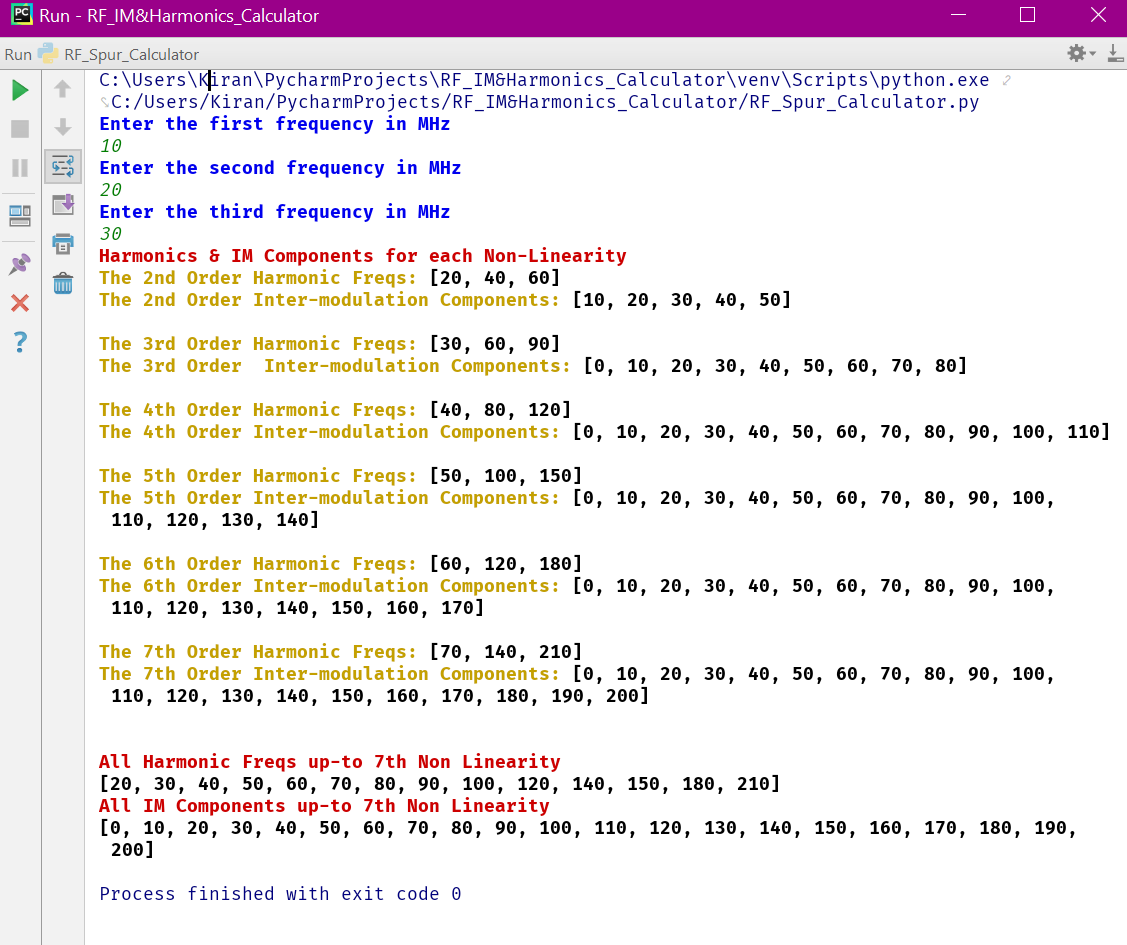 PC Run - RF_IM&Harmonics_Calculator
Run RF_Spur_Calculator
C:\Users\Kiran\PycharmProjects\RF_IM&Harmonics_Calculator\venv\Scripts\python.exe
C:/Users/Kiran/PycharmProjects/RF_IM&Harmonics_Calculator/RF_Spur_Calculator.py
Enter the first frequency in MHz
10
Enter the second frequency in MHz
20
Enter the third frequency in MHz
30
Harmonics & IM Components for each Non-Linearity
The 2nd Order Harmonic Freqs: [20, 40, 60]
The 2nd Order Inter-modulation Components: [10, 20, 30, 40, 50]
The 3rd Order Harmonic Freqs: [30, 60, 90]
The 3rd Order  Inter-modulation Components: [0, 10, 20, 30, 40, 50, 60, 70, 80]
The 4th Order Harmonic Freqs: [40, 80, 120]
The 4th Order Inter-modulation Components: [0, 10, 20, 30, 40, 50, 60, 70, 80, 90, 100, 110]
The 5th Order Harmonic Freqs: [50, 100, 150]
The 5th Order Inter-modulation Components: [0, 10, 20, 30, 40, 50, 60, 70, 80, 90, 100,
110, 120, 130, 140]
The 6th Order Harmonic Freqs: [60, 120, 180]
The 6th Order Inter-modulation Components: [0, 10, 20, 30, 40, 50, 60, 70, 80, 90, 100,
110, 120, 130, 140, 150, 160, 170]
The 7th Order Harmonic Freqs: [70, 140, 210]
The 7th Order Inter-modulation Components: [0, 10, 20, 30, 40, 50, 60, 70, 80, 90, 100,
110, 120, 130, 140, 150, 160, 170, 180, 190, 200]
All Harmonic Freqs up-to 7th Non Linearity
[20, 30, 40, 50, 60, 70, 80, 90, 100, 120, 140, 150, 180, 210]
All IM Components up-to 7th Non Linearity
[0, 10, 20, 30, 40, 50, 60, 70, 80, 90, 100, 110, 120, 130, 140, 150, 160, 170, 180, 190,
200]
Process finished with exit code 0